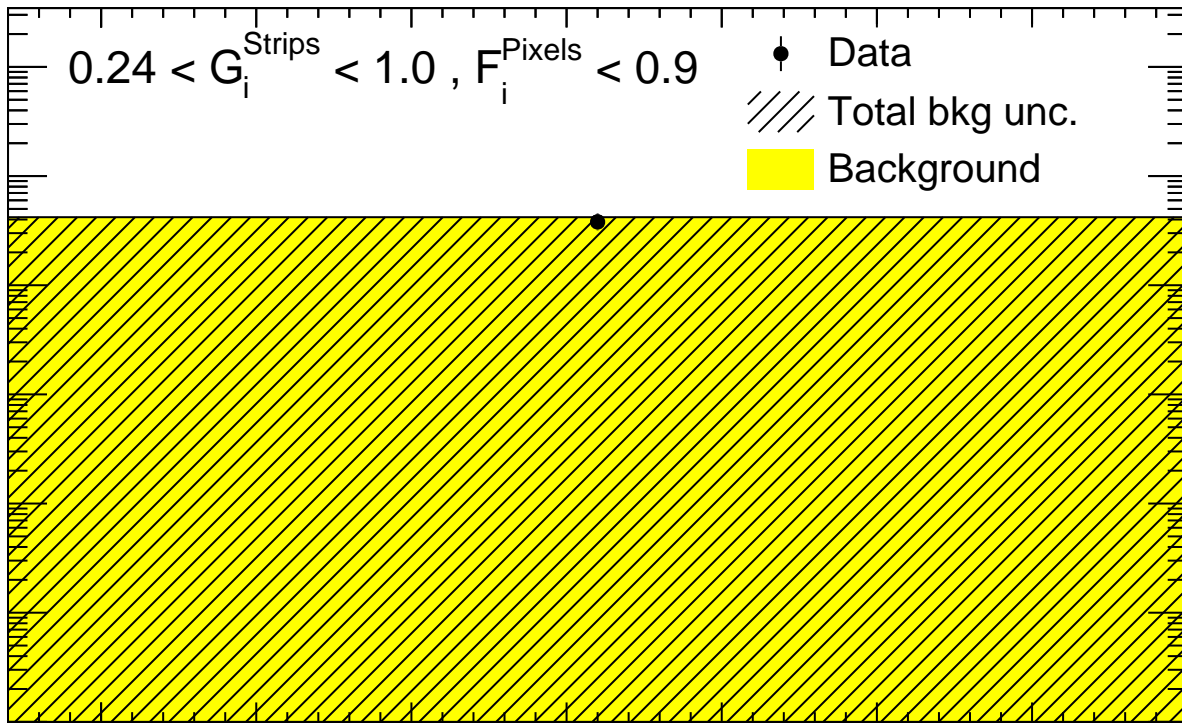 0.24 < G_i^Strips < 1.0 , F_i^Pixels < 0.9
Data
Total bkg unc.
Background